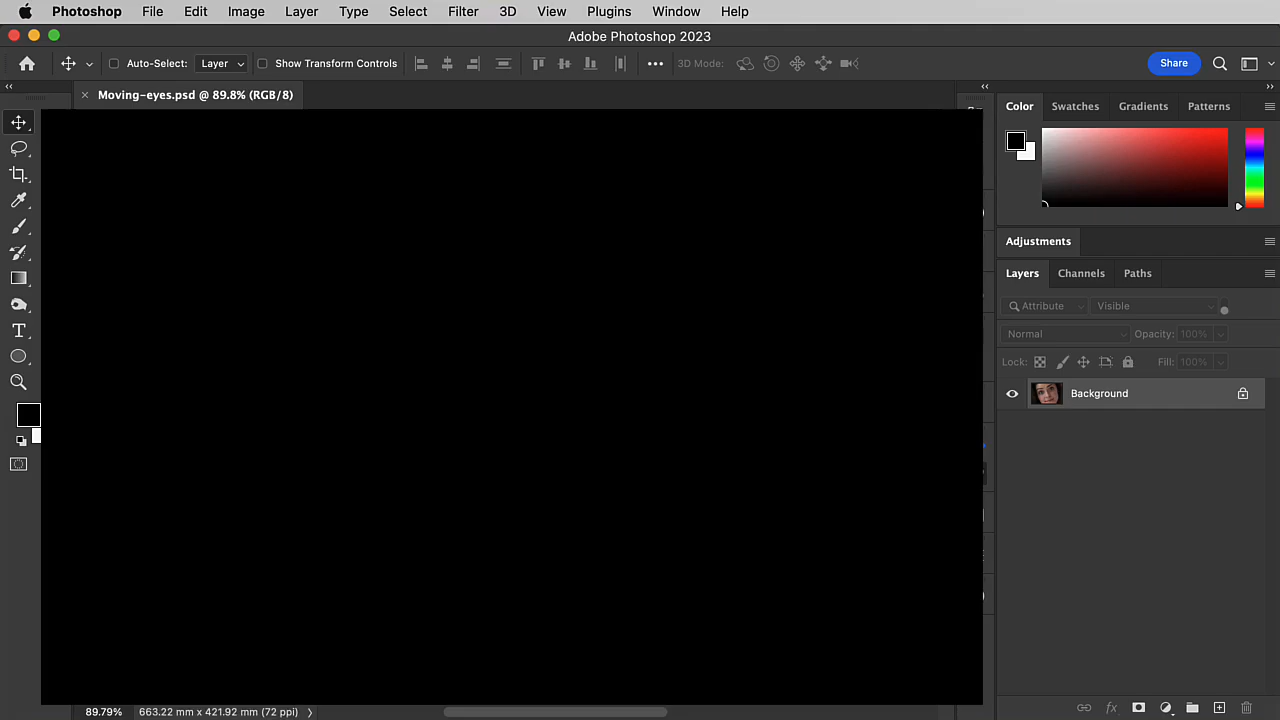 Photoshop File Edit Image Layer Type Select Filter 3D View Plugins Window Help
Adobe Photoshop 2023
Auto-Select: Layer Show Transform Controls ••• 3D Mode: Share
Moving-eyes.psd @ 89.8% (RGB/8)
Color Swatches Gradients Patterns
Adjustments
Layers Channels Paths
Attribute Visible
Normal Opacity: 100%
Lock: Fill: 100%
Background
89.79% 663.22 mm x 421.92 mm (72 ppi)